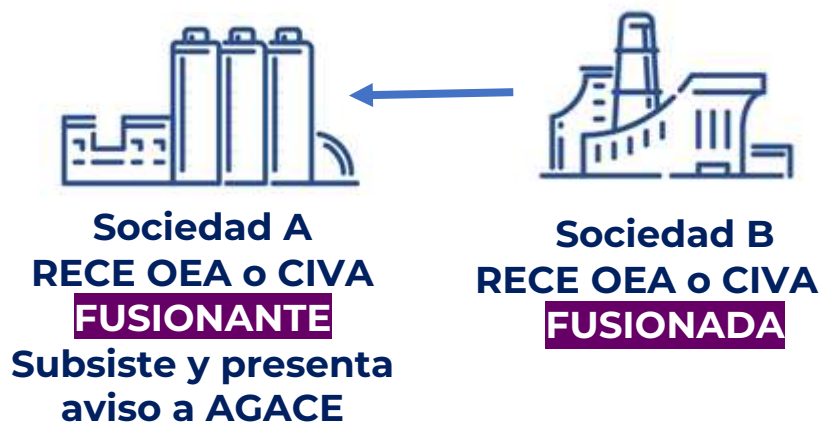 Sociedad A
RECE OEA o CIVA
FUSIONANTE
Subsiste y presenta
aviso a AGACE
Sociedad B
RECE OEA o CIVA
FUSIONADA